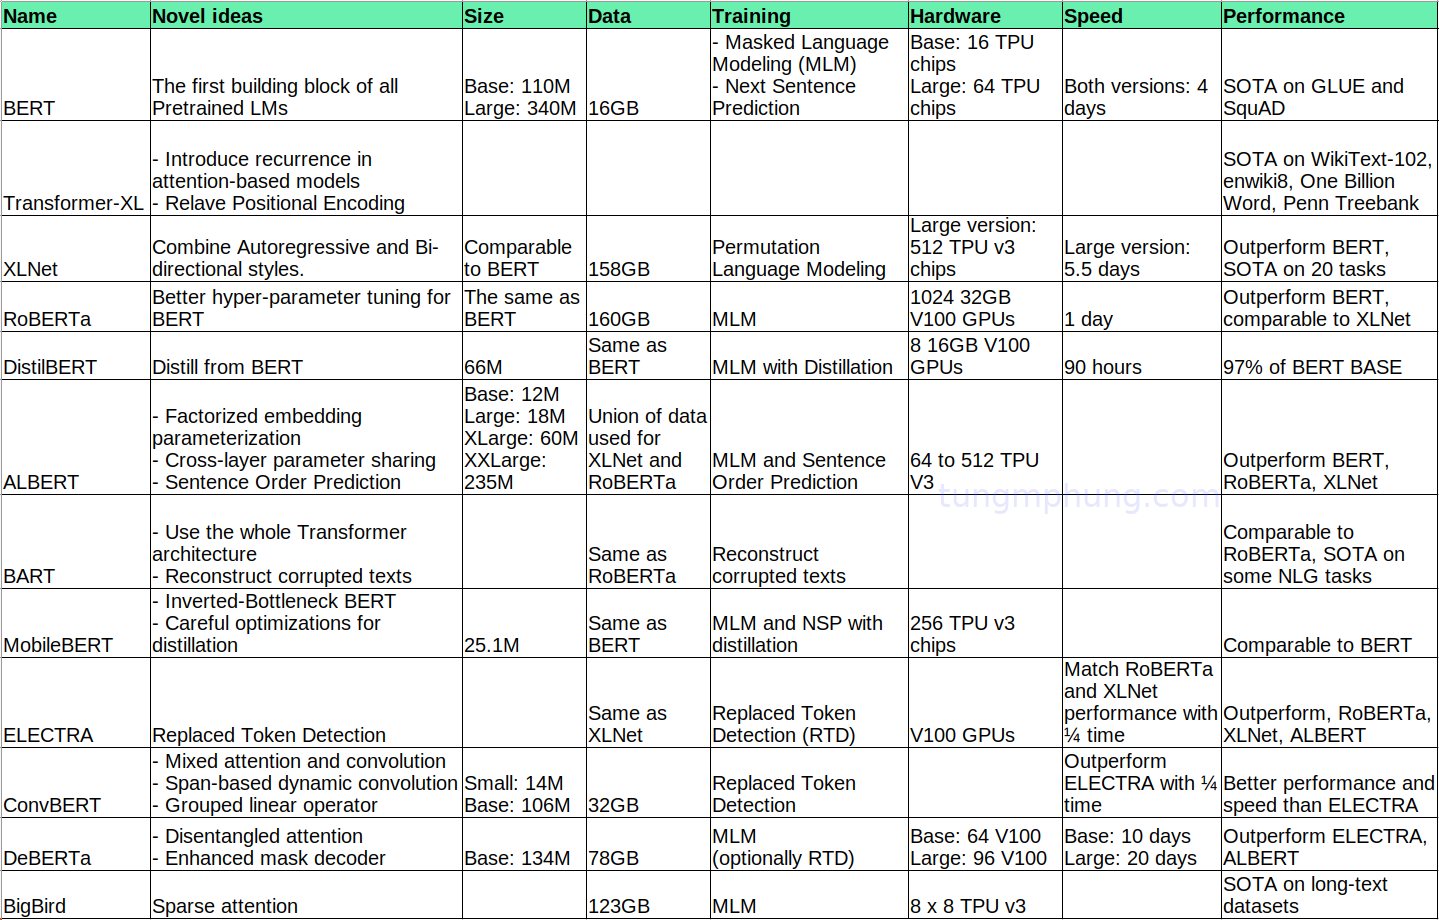 Name Novel ideas Size Data Training Hardware Speed Performance
BERT
The first building block of all
Pretrained LMs
Base: 110M
Large: 340M
16GB
- Masked Language
Modeling (MLM)
- Next Sentence
Prediction
Base: 16 TPU
chips
Large: 64 TPU
chips
Both versions: 4
days
SOTA on GLUE and
SquAD
Transformer-XL
- Introduce recurrence in
attention-based models
- Relave Positional Encoding
SOTA on WikiText-102,
enwiki8, One Billion
Word, Penn Treebank
XLNet
Combine Autoregressive and Bi-
directional styles.
Comparable
to BERT
158GB
Permutation
Language Modeling
Large version:
512 TPU v3
chips
Large version:
5.5 days
Outperform BERT,
SOTA on 20 tasks
RoBERTa
Better hyper-parameter tuning for
BERT
The same as
BERT
160GB
MLM
1024 32GB
V100 GPUs
1 day
Outperform BERT,
comparable to XLNet
DistilBERT
Distill from BERT
66M
Same as
BERT
MLM with Distillation
8 16GB V100
GPUs
90 hours
97% of BERT BASE
ALBERT
- Factorized embedding
parameterization
- Cross-layer parameter sharing
- Sentence Order Prediction
Base: 12M
Large: 18M
XLarge: 60M
XXLarge:
235M
Union of data
used for
XLNet and
RoBERTa
MLM and Sentence
Order Prediction
64 to 512 TPU
V3
Outperform BERT,
RoBERTa, XLNet
tungmphung.com
BART
- Use the whole Transformer
architecture
- Reconstruct corrupted texts
Same as
RoBERTa
Reconstruct
corrupted texts
Comparable to
RoBERTa, SOTA on
some NLG tasks
MobileBERT
- Inverted-Bottleneck BERT
- Careful optimizations for
distillation
25.1M
Same as
BERT
MLM and NSP with
distillation
256 TPU v3
chips
Comparable to BERT
ELECTRA
Replaced Token Detection
Same as
XLNet
Replaced Token
Detection (RTD)
V100 GPUs
Match RoBERTa
and XLNet
performance with
¼ time
Outperform, RoBERTa,
XLNet, ALBERT
ConvBERT
- Mixed attention and convolution
- Span-based dynamic convolution
- Grouped linear operator
Small: 14M
Base: 106M
32GB
Replaced Token
Detection
Outperform
ELECTRA with ¼
time
Better performance and
speed than ELECTRA
DeBERTa
- Disentangled attention
- Enhanced mask decoder
Base: 134M
78GB
MLM
(optionally RTD)
Base: 64 V100
Large: 96 V100
Base: 10 days
Large: 20 days
Outperform ELECTRA,
ALBERT
BigBird
Sparse attention
123GB
MLM
8 x 8 TPU v3
SOTA on long-text
datasets